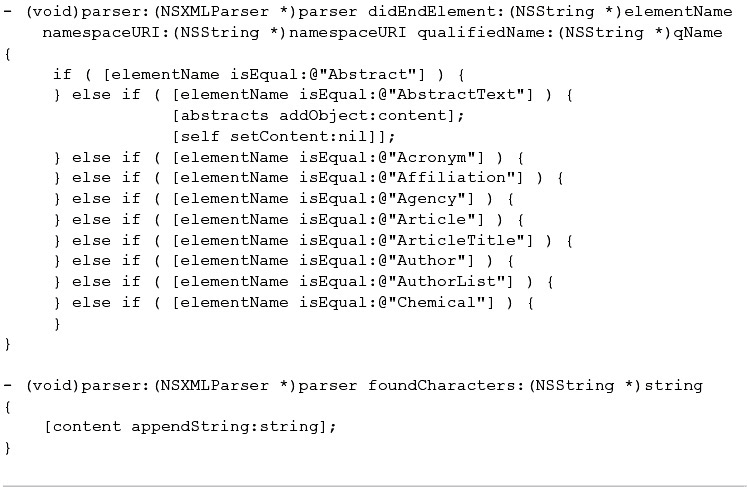 - (void)parser:(NSXMLParser *)parser didEndElement:(NSString *)elementName
    namespaceURI:(NSString *)namespaceURI qualifiedName:(NSString *)qName
{
     if ( [elementName isEqual:@"Abstract"] ) {
     } else if ( [elementName isEqual:@"AbstractText"] ) {
                 [abstracts addObject:content];
                 [self setContent:nil]];
     } else if ( [elementName isEqual:@"Acronym"] ) {
     } else if ( [elementName isEqual:@"Affiliation"] ) {
     } else if ( [elementName isEqual:@"Agency"] ) {
     } else if ( [elementName isEqual:@"Article"] ) {
     } else if ( [elementName isEqual:@"ArticleTitle"] ) {
     } else if ( [elementName isEqual:@"Author"] ) {
     } else if ( [elementName isEqual:@"AuthorList"] ) {
     } else if ( [elementName isEqual:@"Chemical"] ) {
     }
}

- (void)parser:(NSXMLParser *)parser foundCharacters:(NSString *)string
{
    [content appendString:string];
}